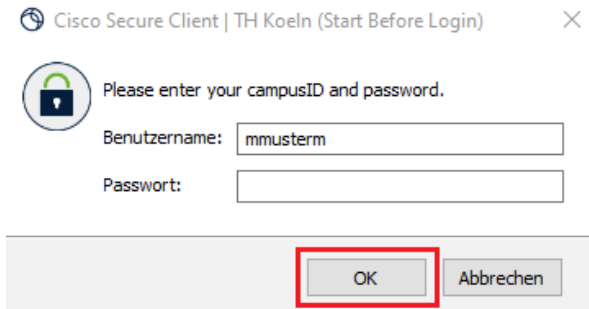 Cisco Secure Client | TH Koeln (Start Before Login)
Please enter your campusID and password.
Benutzername: mmusterm
Passwort:
OK Abbrechen